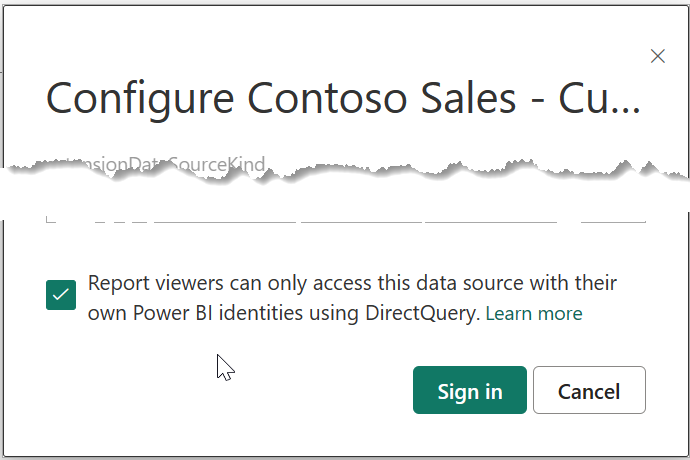 Configure Contoso Sales - Cu...
Report viewers can only access this data source with their
own Power BI identities using DirectQuery. Learn more
Sign in
Cancel